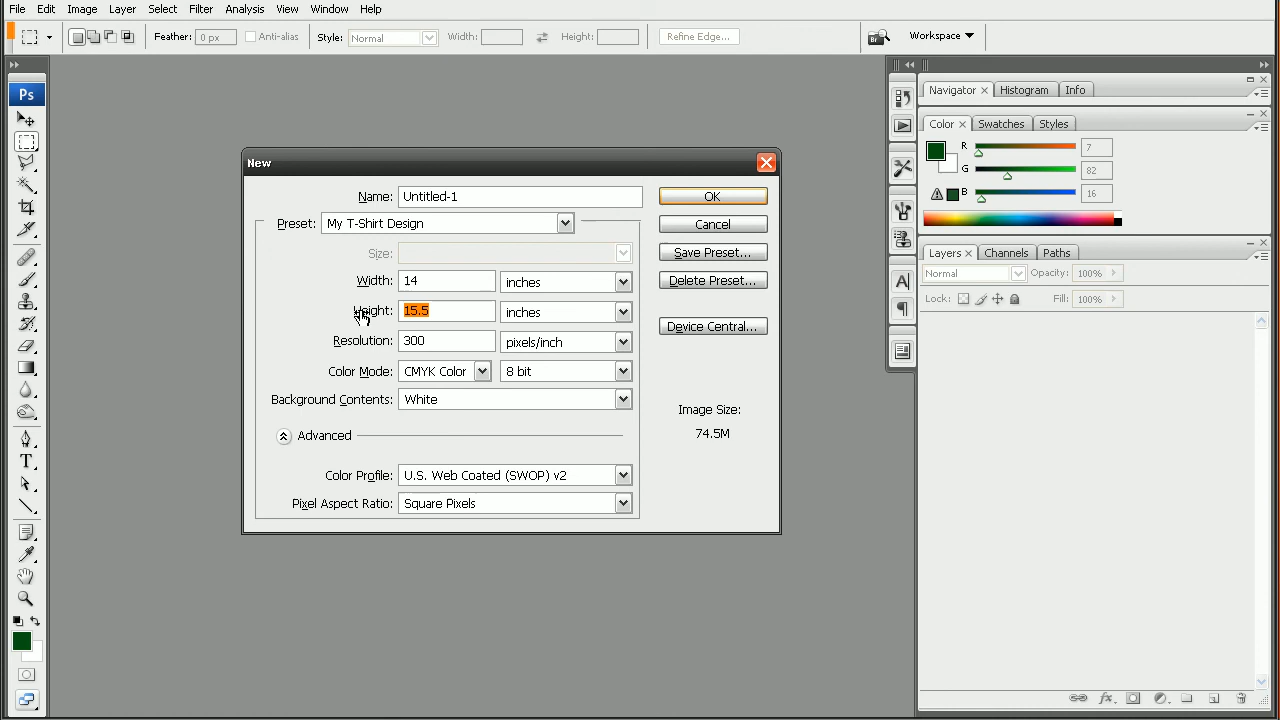 File Edit Image Layer Select Filter Analysis View Window Help
Feather: 0 px Anti-alias Style: Normal Width: Height: Refine Edge... Br Workspace
Ps
Navigator Histogram Info
Color Swatches Styles
R 7
G 82
B 16
Layers Channels Paths
Normal Opacity: 100%
Lock: Fill: 100%
New
Name: Untitled-1 OK
Preset: My T-Shirt Design Cancel
Size: Save Preset...
Width: 14 inches Delete Preset...
Height: 15.5 inches
Device Central...
Resolution: 300 pixels/inch
Color Mode: CMYK Color 8 bit
Background Contents: White
Image Size:
74.5M
Advanced
Color Profile: U.S. Web Coated (SWOP) v2
Pixel Aspect Ratio: Square Pixels
T
A
fx